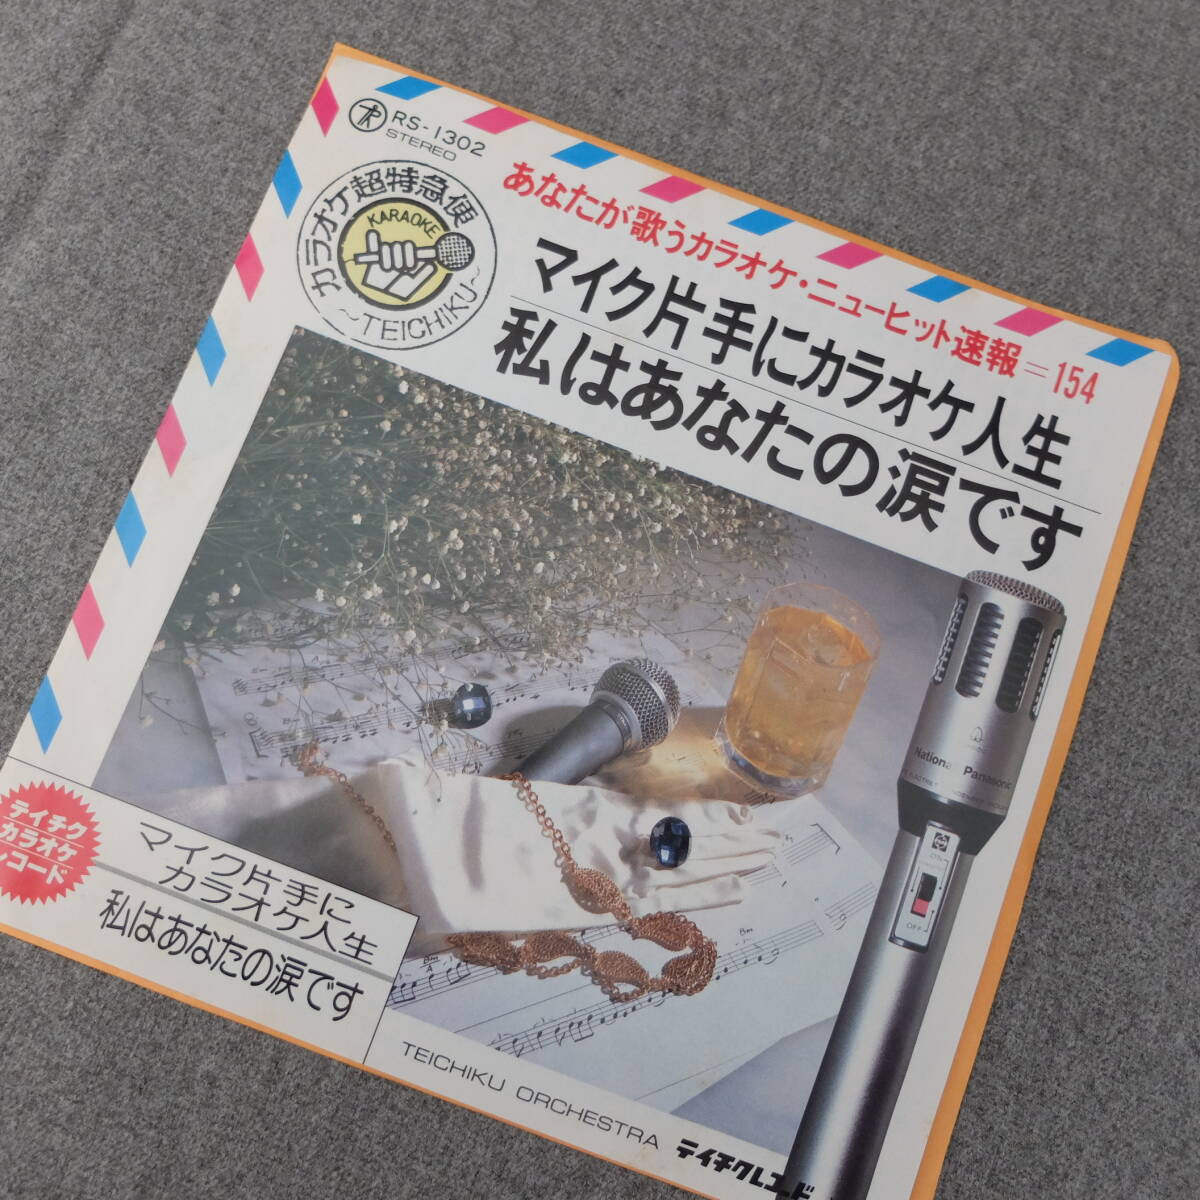 RS-1302
STEREO
カラオケ超特急便
KARAOKE
~TEICHIKU~
あなたが歌うカラオケ・ニューヒット速報=154
マイク片手にカラオケ人生
私はあなたの涙です
National Panasonic
ON
OFF
Bm
Bm
A
テイチク
カラオケ
レコード
マイク片手に
カラオケ人生
私はあなたの涙です
TEICHIKU ORCHESTRA
テイチクレコード